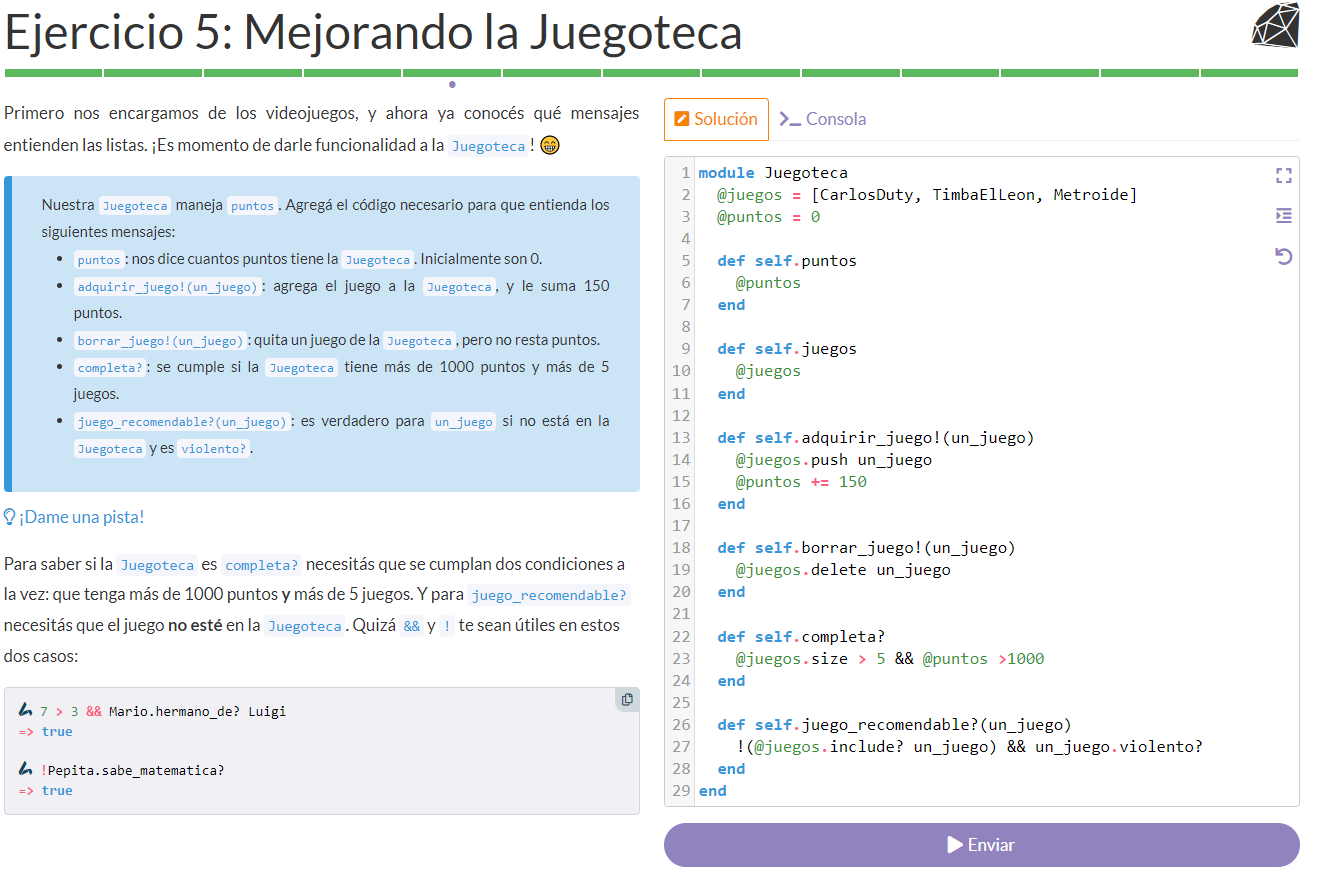 Ejercicio 5: Mejorando la Juegoteca
Primero nos encargamos de los videojuegos, y ahora ya conocés qué mensajes
entienden las listas. ¡Es momento de darle funcionalidad a la Juegoteca! 😁
Nuestra Juegoteca maneja puntos. Agregá el código necesario para que entienda los
siguientes mensajes:
• puntos: nos dice cuantos puntos tiene la Juegoteca. Inicialmente son 0.
• adquirir_juego!(un_juego): agrega el juego a la Juegoteca, y le suma 150
puntos.
• borrar_juego!(un_juego): quita un juego de la Juegoteca, pero no resta puntos.
• completa?: se cumple si la Juegoteca tiene más de 1000 puntos y más de 5
juegos.
• juego_recomendable?(un_juego): es verdadero para un_juego si no está en la
Juegoteca y es violento?.
¡Dame una pista!
Para saber si la Juegoteca es completa? necesitás que se cumplan dos condiciones a
la vez: que tenga más de 1000 puntos y más de 5 juegos. Y para juego_recomendable?
necesitás que el juego no esté en la Juegoteca. Quizá && y ! te sean útiles en estos
dos casos:
7 > 3 && Mario.hermano_de? Luigi
=> true
!Pepita.sabe_matematica?
=> true
Solución
Consola
1 module Juegoteca
2   @juegos = [CarlosDuty, TimbaElLeon, Metroide]
3   @puntos = 0
4
5   def self.puntos
6     @puntos
7   end
8
9   def self.juegos
10     @juegos
11   end
12
13   def self.adquirir_juego!(un_juego)
14     @juegos.push un_juego
15     @puntos += 150
16   end
17
18   def self.borrar_juego!(un_juego)
19     @juegos.delete un_juego
20   end
21
22   def self.completa?
23     @juegos.size > 5 && @puntos >1000
24   end
25
26   def self.juego_recomendable?(un_juego)
27     !(@juegos.include? un_juego) && un_juego.violento?
28   end
29 end
Enviar